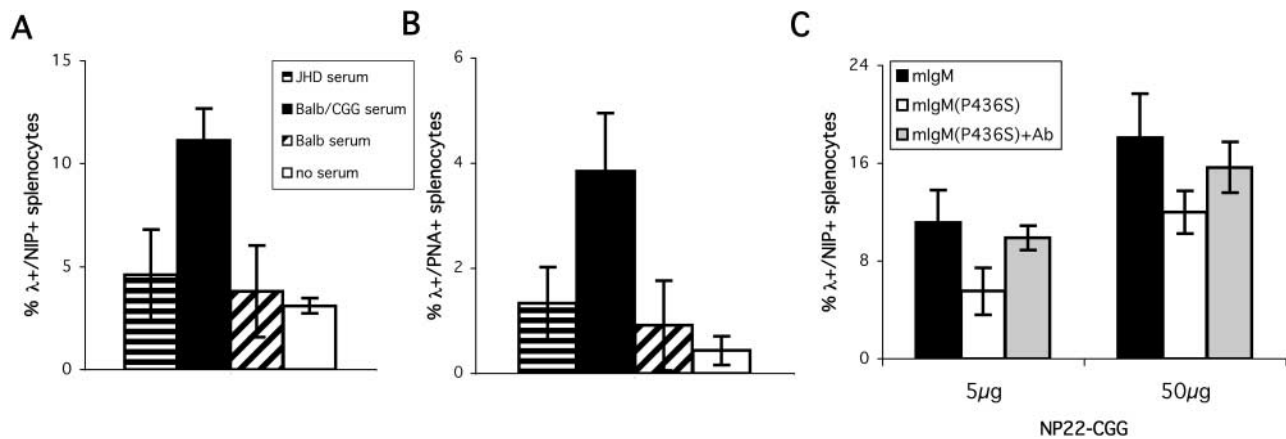 A
% λ+/NIP+ splenocytes
15
10
5
0
JHD serum
Balb/CGG serum
Balb serum
no serum
B
% λ+/PNA+ splenocytes
6
4
2
0
C
% λ+/NIP+ splenocytes
24
16
8
0
mIgM
mIgM(P436S)
mIgM(P436S)+Ab
5µg
50µg
NP22-CGG